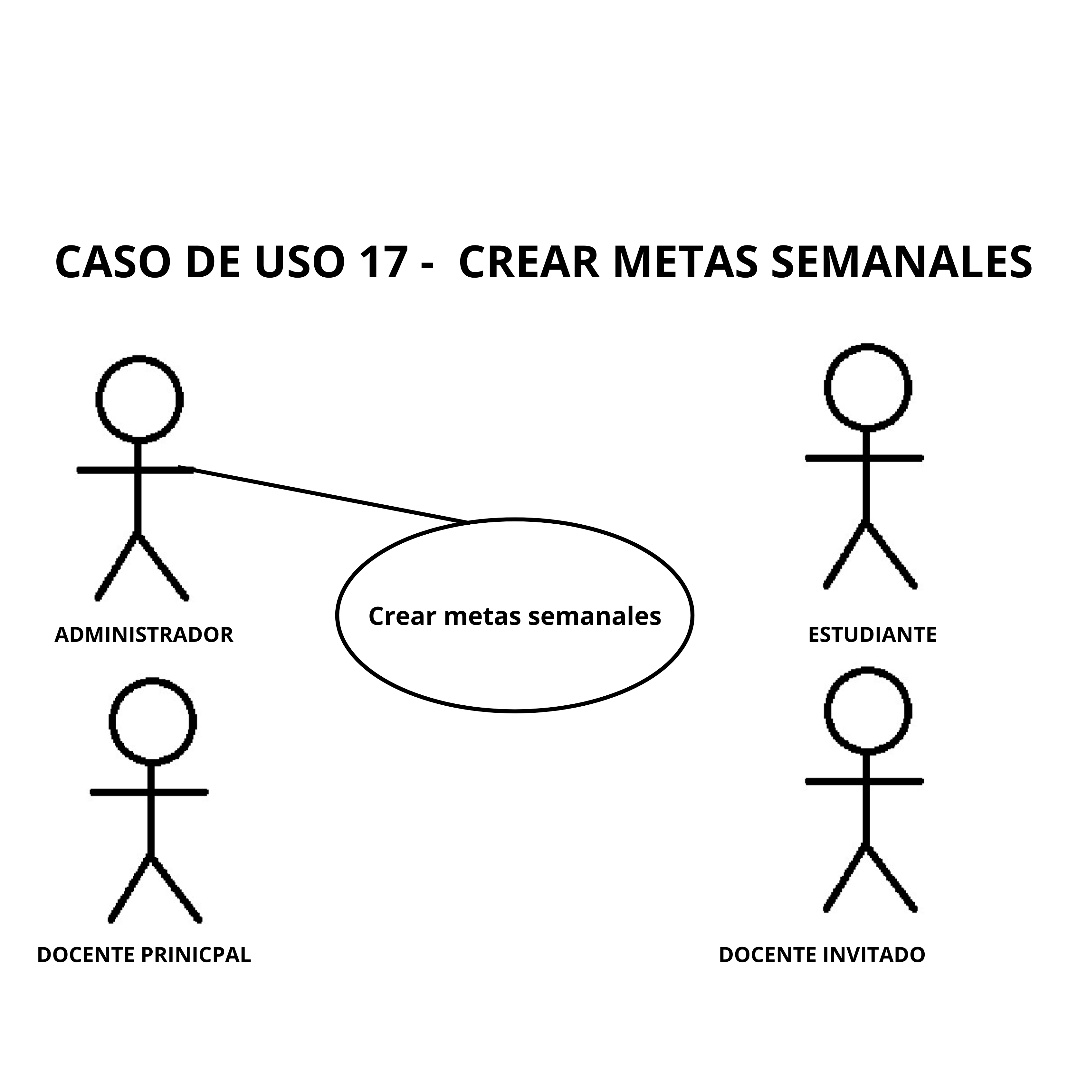 CASO DE USO 17 - CREAR METAS SEMANALES
Crear metas semanales
ADMINISTRADOR
ESTUDIANTE
DOCENTE PRINICPAL
DOCENTE INVITADO